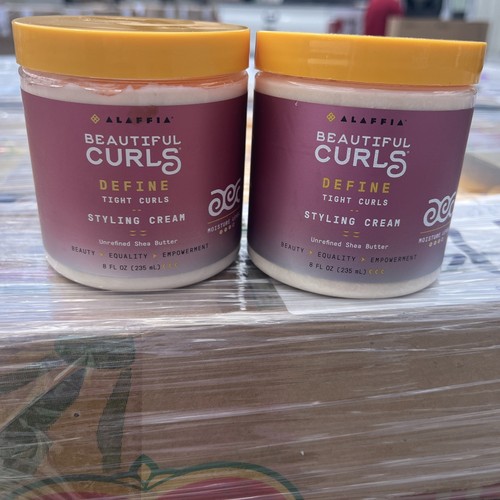 ALAFFIA
BEAUTIFUL
CURLS
DEFINE
TIGHT CURLS
STYLING CREAM
Unrefined Shea Butter
BEAUTY EQUALITY EMPOWERMENT
8 FL OZ (235 mL)
MOISTURE
ALAFFIA
BEAUTIFUL
CURLS
DEFINE
TIGHT CURLS
STYLING CREAM
Unrefined Shea Butter
BEAUTY EQUALITY EMPOWERMENT
8 FL OZ (235 mL)
MOISTURE